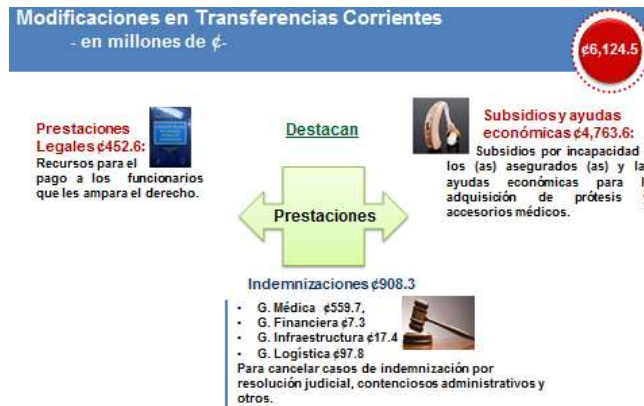 Modificaciones en Transferencias Corrientes
- en millones de ¢-
¢6,124.5
Prestaciones
Legales ¢452.6:
Recursos para el
pago a los funcionarios
que les ampara el derecho.
Destacan
Prestaciones
Subsidios y ayudas
económicas ¢4,763.6:
Subsidios por incapacidad
los (as) asegurados (as) y
ayudas económicas para
adquisición de prótesis
accesorios médicos.
Indemnizaciones ¢908.3
• G. Médica ¢559.7,
• G. Financiera ¢7.3
• G. Infraestructura ¢17.4
• G. Logística ¢97.8
Para cancelar casos de indemnización por
resolución judicial, contenciosos administrativos y
otros.